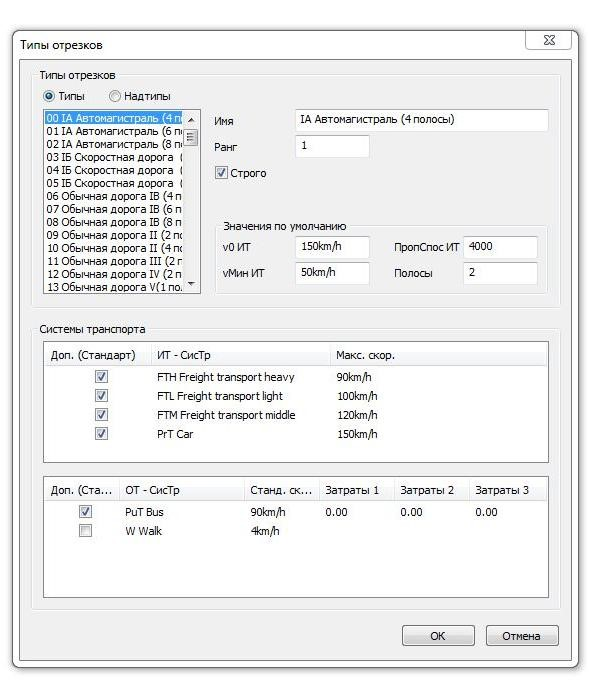 Типы отрезков
Типы отрезков
Типы Надтипы
00 IA Автомагистраль (4 п
01 IA Автомагистраль (6 п
02 IA Автомагистраль (8 п
03 IБ Скоростная дорога (
04 IБ Скоростная дорога (
05 IБ Скоростная дорога (
06 Обычная дорога IВ (4 п
07 Обычная дорога IВ (6 п
08 Обычная дорога IВ (8 п
09 Обычная дорога II (2 по
10 Обычная дорога II (4 по
11 Обычная дорога III (2 г
12 Обычная дорога IV (2 п
13 Обычная дорога V(1 по.
Имя IA Автомагистраль (4 полосы)
Ранг 1
Строго
Значения по умолчанию
v0 ИТ 150km/h ПропСпос ИТ 4000
vМин ИТ 50km/h Полосы 2
Системы транспорта
Доп. (Стандарт) ИТ - СисТр Макс. скор.
FTH Freight transport heavy 90km/h
FTL Freight transport light 100km/h
FTM Freight transport middle 120km/h
PrT Car 150km/h
Доп. (Ста... ОТ - СисТр Станд. ск... Затраты 1 Затраты 2 Затраты 3
PuT Bus 90km/h 0.00 0.00 0.00
W Walk 4km/h
OK Отмена